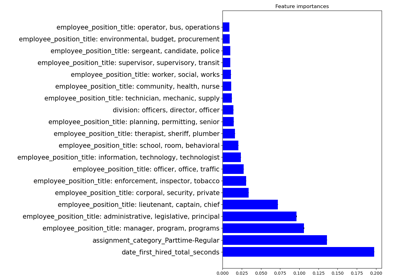 Feature importances
employee_position_title: operator, bus, operations
employee_position_title: environmental, budget, procurement
employee_position_title: sergeant, candidate, police
employee_position_title: supervisor, supervisory, transit
employee_position_title: worker, social, works
employee_position_title: community, health, nurse
employee_position_title: technician, mechanic, supply
division: officers, director, officer
employee_position_title: planning, permitting, senior
employee_position_title: therapist, sheriff, plumber
employee_position_title: school, room, behavioral
employee_position_title: information, technology, technologist
employee_position_title: officer, office, traffic
employee_position_title: enforcement, inspector, tobacco
employee_position_title: corporal, security, private
employee_position_title: lieutenant, captain, chief
employee_position_title: administrative, legislative, principal
employee_position_title: manager, program, programs
assignment_category_Parttime-Regular
date_first_hired_total_seconds
0.000 0.025 0.050 0.075 0.100 0.125 0.150 0.175 0.200